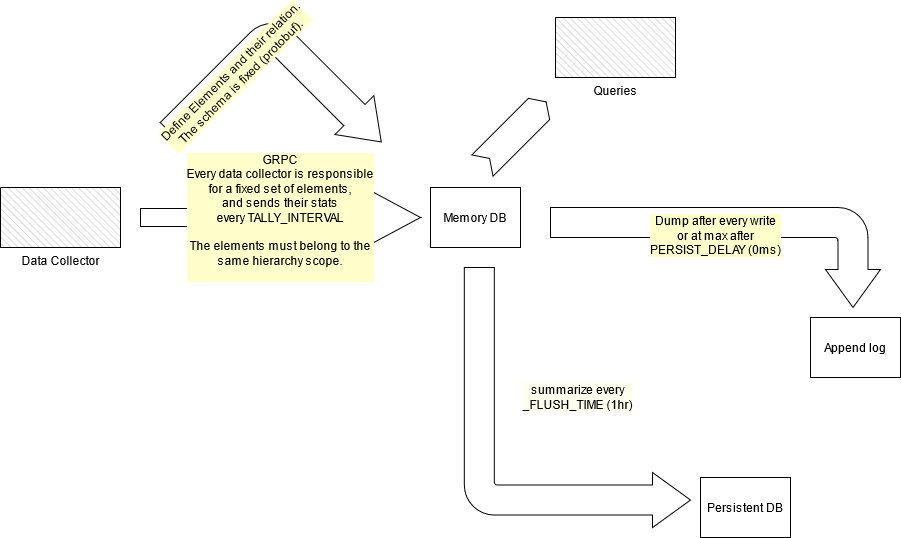 Define Elements and their relation.
The schema is fixed (protobuf).
Queries
GRPC
Every data collector is responsible
for a fixed set of elements,
and sends their stats
every TALLY_INTERVAL
The elements must belong to the
same hierarchy scope.
Data Collector
Memory DB
Dump after every write
or at max after
PERSIST_DELAY (0ms)
Append log
summarize every
_FLUSH_TIME (1hr)
Persistent DB